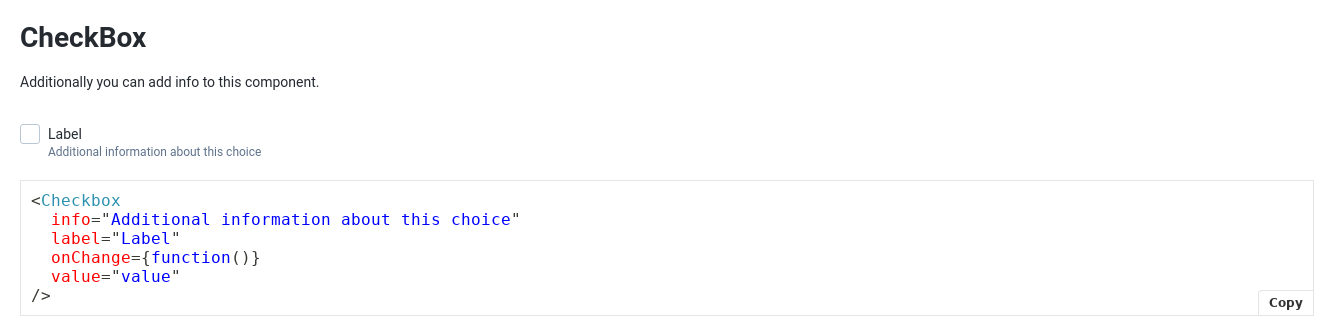 CheckBox
Additionally you can add info to this component.
Label
Additional information about this choice
<Checkbox
  info="Additional information about this choice"
  label="Label"
  onChange={function()}
  value="value"
/>
Copy